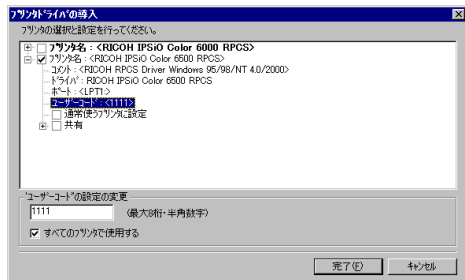 プリンタドライバの導入
プリンタの選択と設定を行ってください。
プリンタ名 : <RICOH IPSiO Color 6000 RPCS>
プリンタ名 : <RICOH IPSiO Color 6500 RPCS>
コメント : <RICOH RPCS Driver Windows 95/98/NT 4.0/2000>
ドライバ : RICOH IPSiO Color 6500 RPCS
ポート : <LPT1:>
ユーザーコード : <1111>
通常使うプリンタに設定
共有
"ユーザーコード"の設定の変更
1111
(最大8桁・半角数字)
すべてのプリンタで使用する
完了(F)
キャンセル